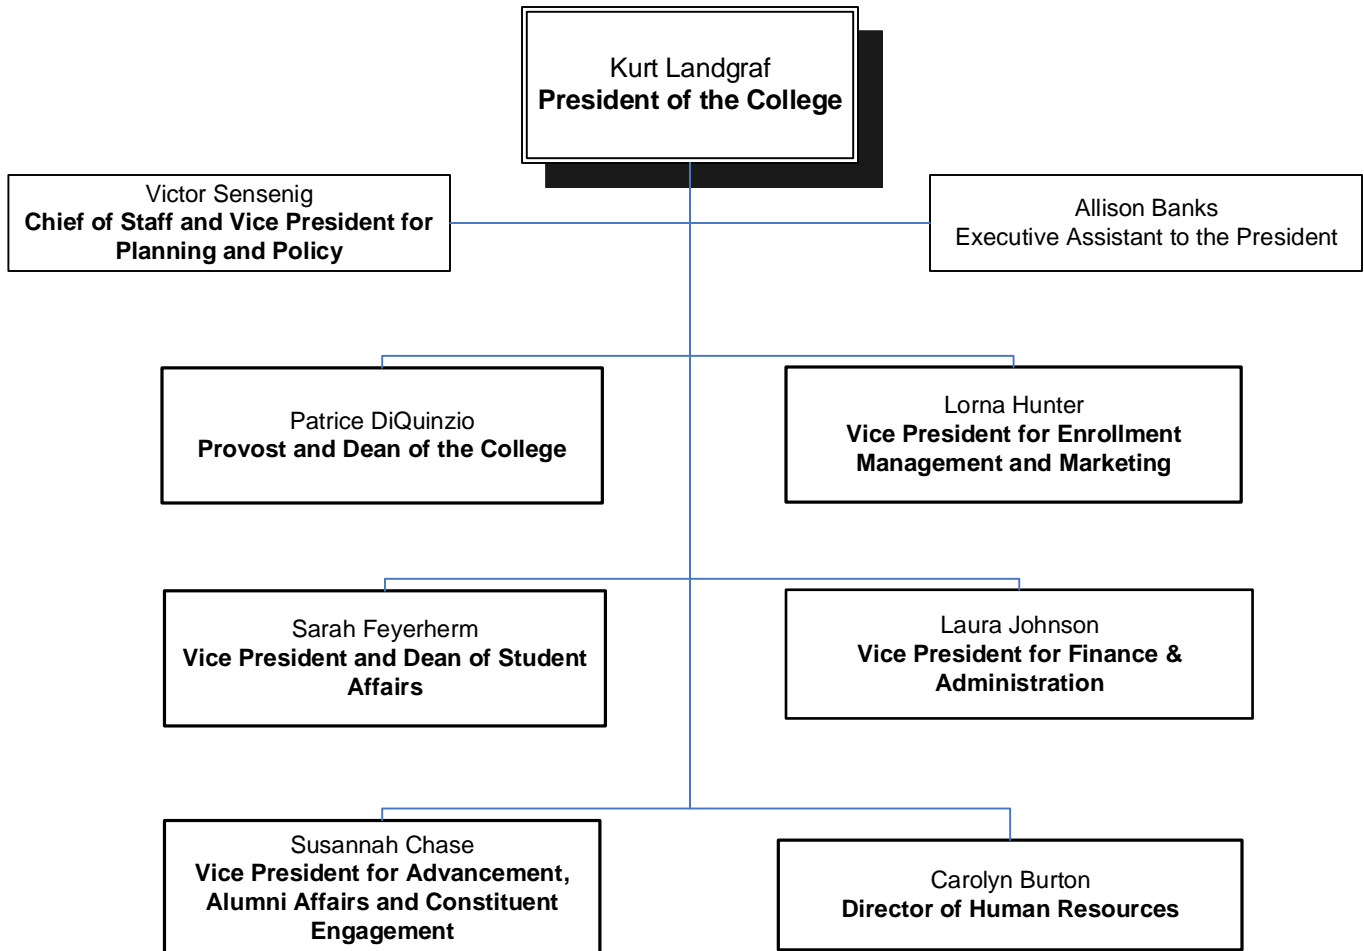 Kurt Landgraf
President of the College
Victor Sensenig
Chief of Staff and Vice President for
Planning and Policy
Allison Banks
Executive Assistant to the President
Patrice DiQuinzio
Provost and Dean of the College
Lorna Hunter
Vice President for Enrollment
Management and Marketing
Sarah Feyerherm
Vice President and Dean of Student
Affairs
Laura Johnson
Vice President for Finance &
Administration
Susannah Chase
Vice President for Advancement,
Alumni Affairs and Constituent
Engagement
Carolyn Burton
Director of Human Resources